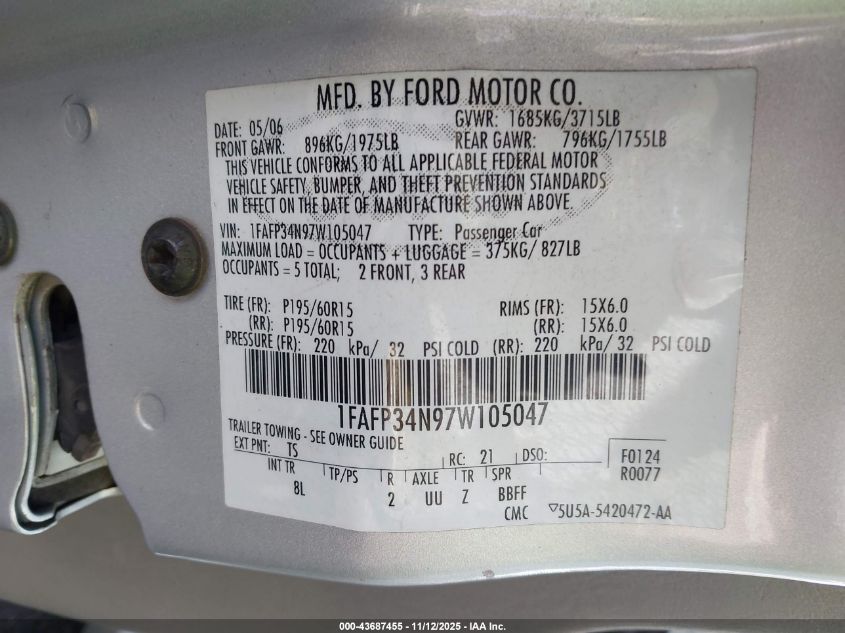 MFD. BY FORD MOTOR CO.
DATE: 05/06 GVWR: 1685KG/3715LB
FRONT GAWR: 896KG/1975LB REAR GAWR: 796KG/1755LB
THIS VEHICLE CONFORMS TO ALL APPLICABLE FEDERAL MOTOR
VEHICLE SAFETY, BUMPER, AND THEFT PREVENTION STANDARDS
IN EFFECT ON THE DATE OF MANUFACTURE SHOWN ABOVE.
VIN: 1FAFP34N97W105047 TYPE: Passenger Car
MAXIMUM LOAD = OCCUPANTS + LUGGAGE = 375KG/ 827LB
OCCUPANTS = 5 TOTAL; 2 FRONT, 3 REAR
TIRE (FR): P195/60R15 RIMS (FR): 15X6.0
(RR): P195/60R15 (RR): 15X6.0
PRESSURE (FR): 220 kPa/ 32 PSI COLD (RR): 220 kPa/ 32 PSI COLD
1FAFP34N97W105047
TRAILER TOWING - SEE OWNER GUIDE
EXT PNT: TS RC: 21 DSO: F0124
INT TR TP/PS R AXLE TR SPR R0077
8L 2 UU Z BBFF
CMC ▽5U5A-5420472-AA
000-43687455 - 11/12/2025 - IAA Inc.